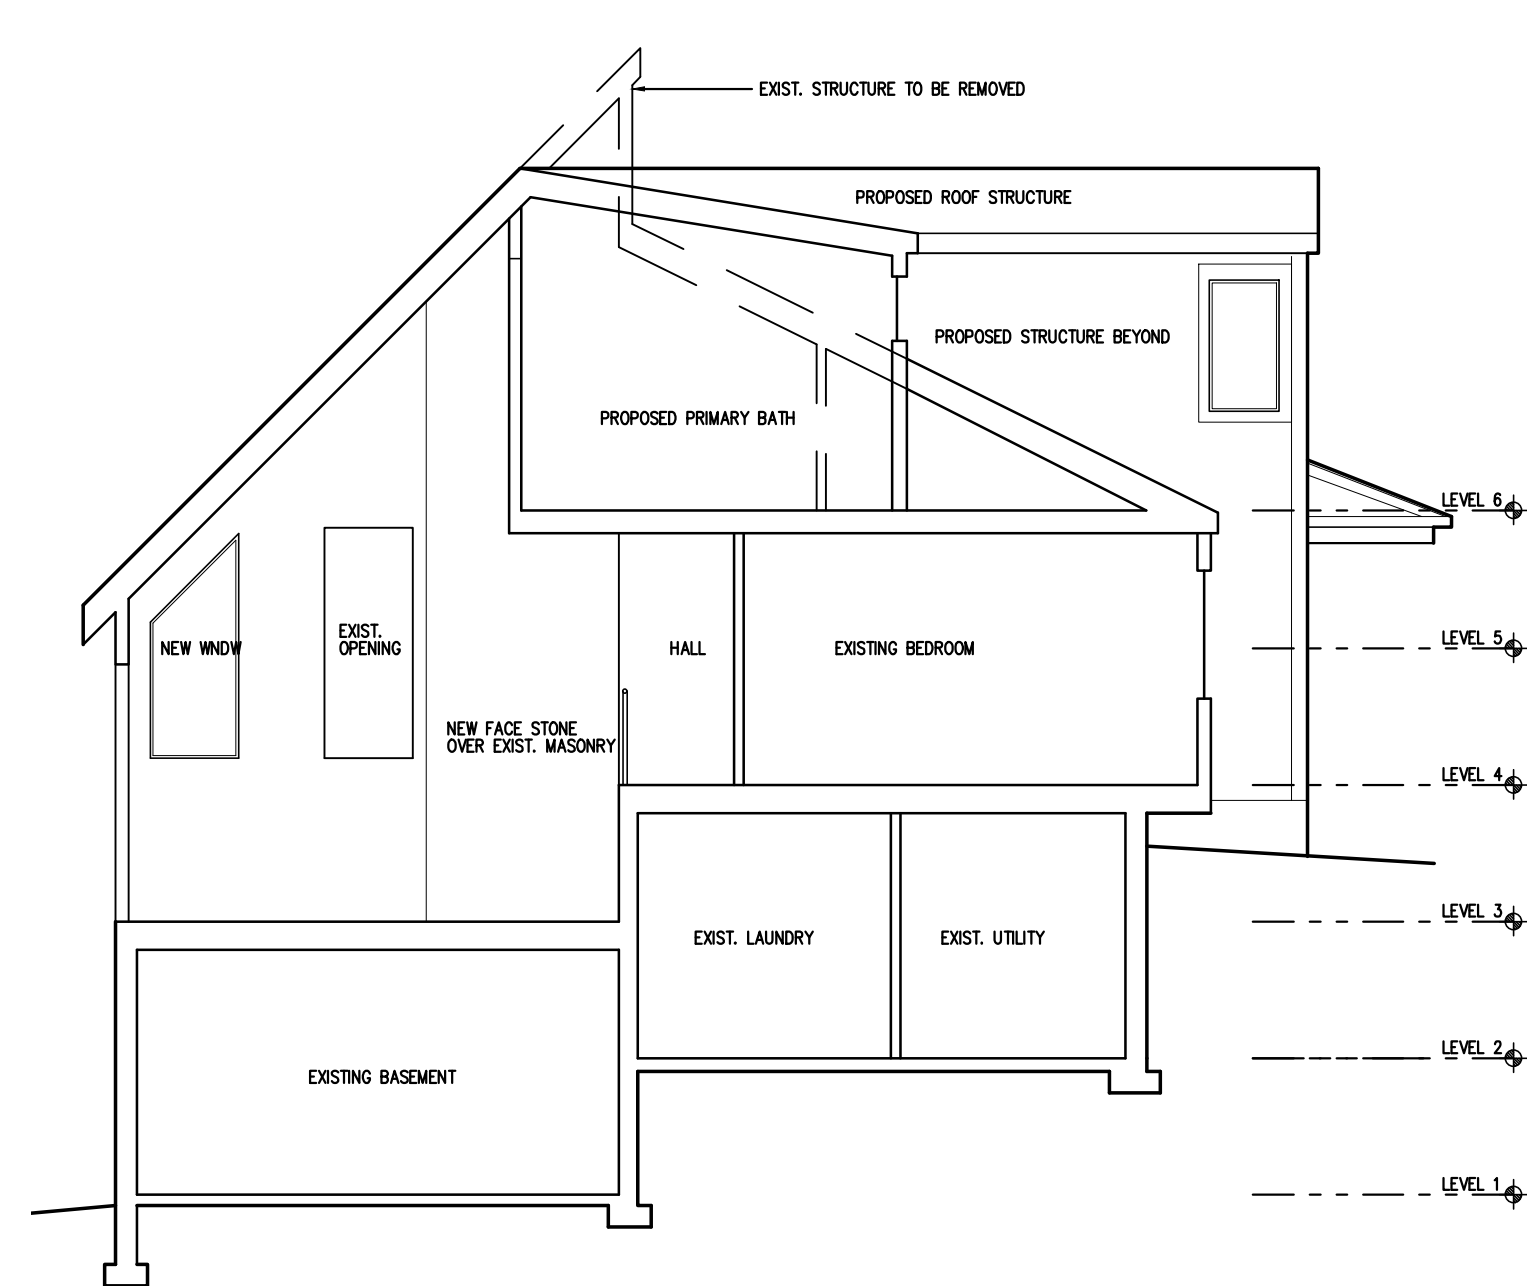 EXIST. STRUCTURE TO BE REMOVED
PROPOSED ROOF STRUCTURE
PROPOSED STRUCTURE BEYOND
PROPOSED PRIMARY BATH
LEVEL 6
EXIST.
OPENING
NEW WNDW
HALL
EXISTING BEDROOM
LEVEL 5
NEW FACE STONE
OVER EXIST. MASONRY
LEVEL 4
LEVEL 3
EXIST. LAUNDRY
EXIST. UTILITY
LEVEL 2
EXISTING BASEMENT
LEVEL 1